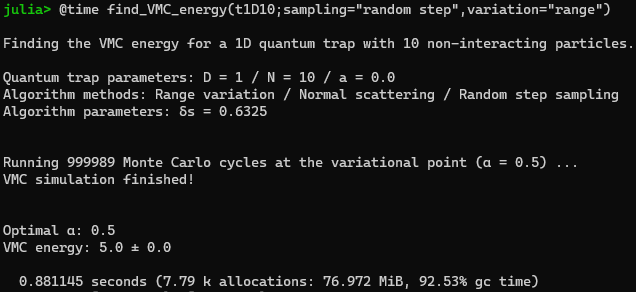 julia> @time find_VMC_energy(t1D10;sampling="random step",variation="range")
Finding the VMC energy for a 1D quantum trap with 10 non-interacting particles.
Quantum trap parameters: D = 1 / N = 10 / a = 0.0
Algorithm methods: Range variation / Normal scattering / Random step sampling
Algorithm parameters: δs = 0.6325
Running 999989 Monte Carlo cycles at the variational point (α = 0.5) ...
VMC simulation finished!
Optimal α: 0.5
VMC energy: 5.0 ± 0.0
0.881145 seconds (7.79 k allocations: 76.972 MiB, 92.53% gc time)